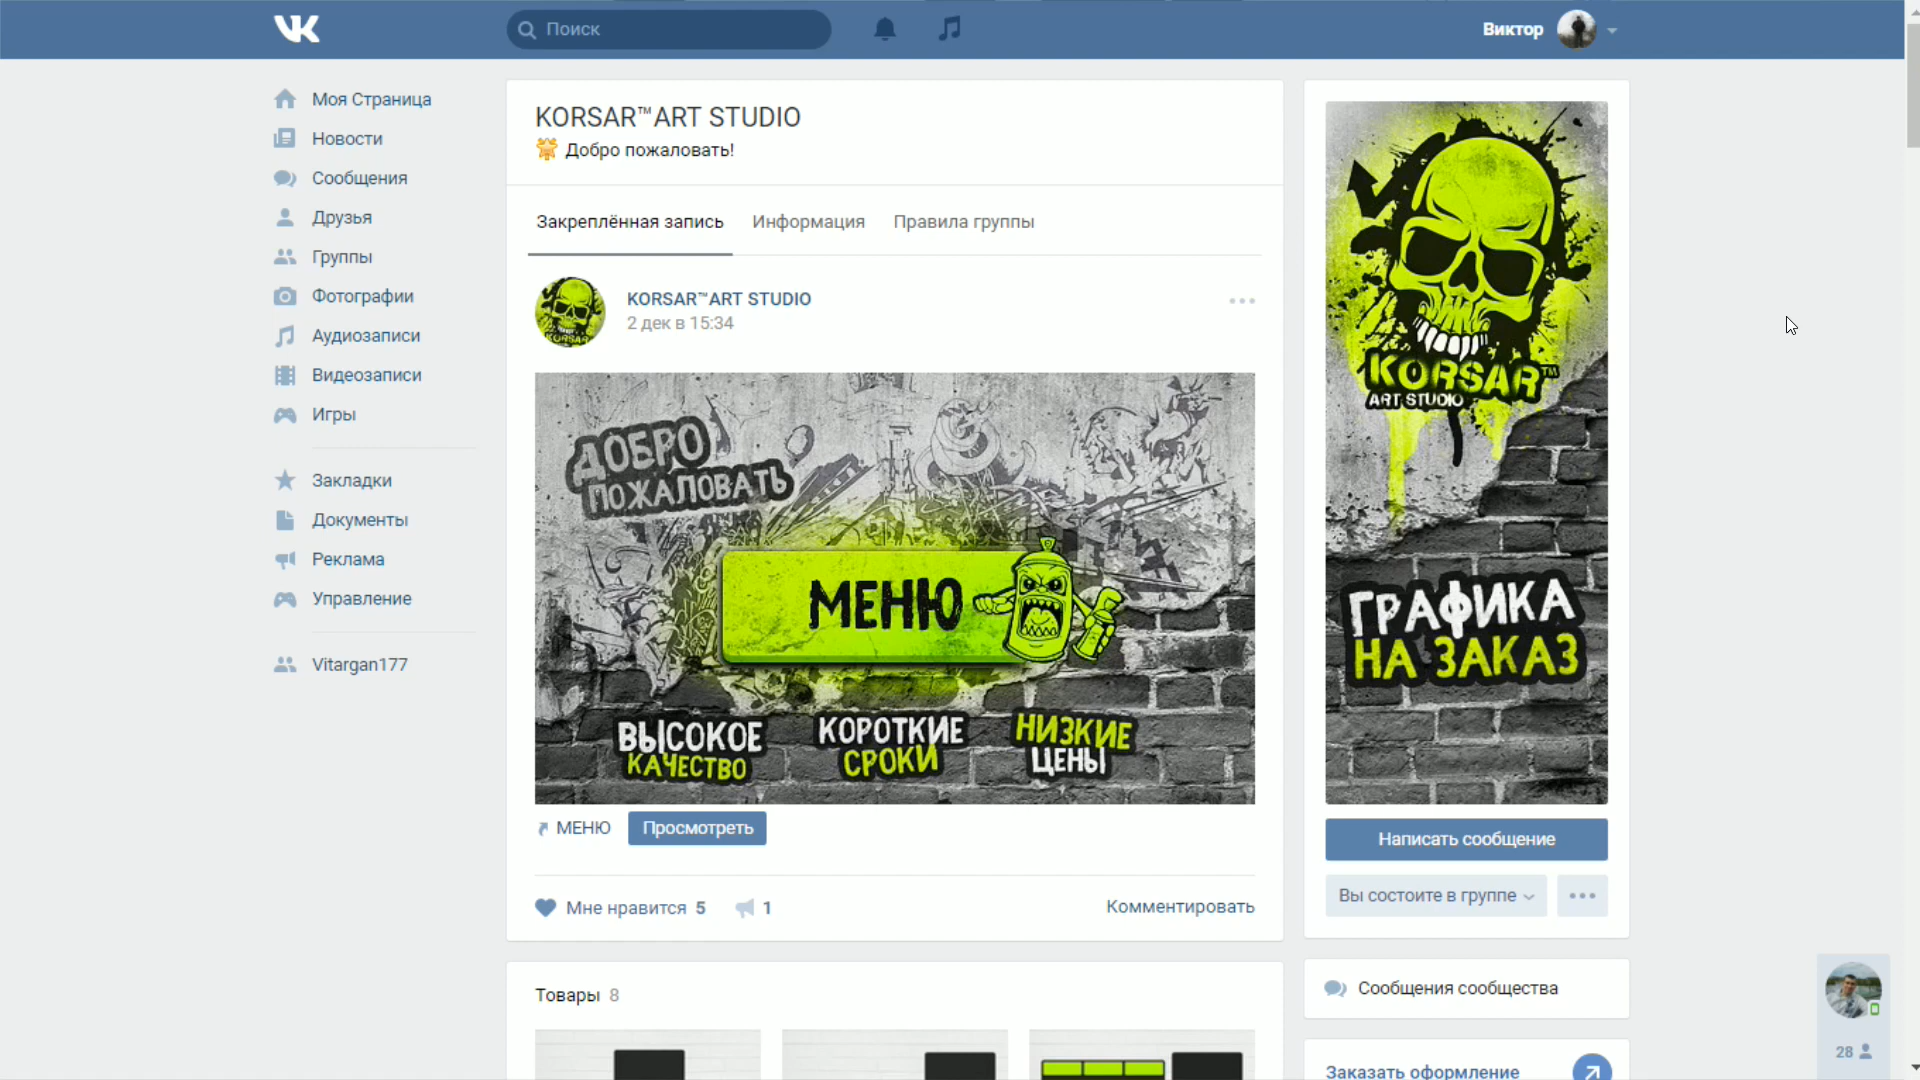 Поиск
Виктор
Моя Страница
Новости
Сообщения
Друзья
Группы
Фотографии
Аудиозаписи
Видеозаписи
Игры
Закладки
Документы
Реклама
Управление
Vitargan177
KORSAR™ART STUDIO
Добро пожаловать!
Закреплённая запись
Информация
Правила группы
KORSAR™ART STUDIO
2 дек в 15:34
KORSAR
ДОБРО
ПОЖАЛОВАТЬ
МЕНЮ
ВЫСОКОЕ
КАЧЕСТВО
КОРОТКИЕ
СРОКИ
НИЗКИЕ
ЦЕНЫ
МЕНЮ
Просмотреть
Мне нравится 5
1
Комментировать
Товары 8
KORSAR™
ART STUDIO
ГРАФИКА
НА ЗАКАЗ
Написать сообщение
Вы состоите в группе
Сообщения сообщества
Заказать оформление
28